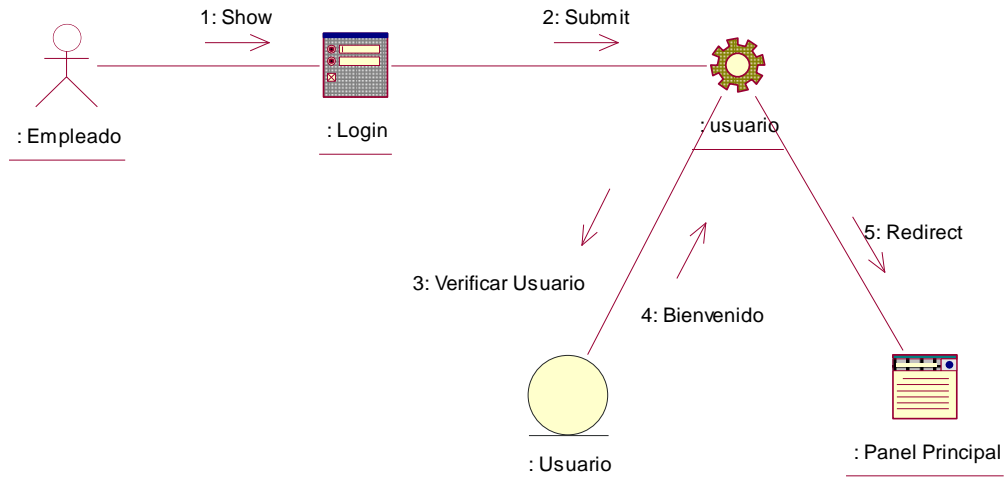 1: Show
2: Submit
: Empleado
: Login
: usuario
3: Verificar Usuario
4: Bienvenido
5: Redirect
: Usuario
: Panel Principal